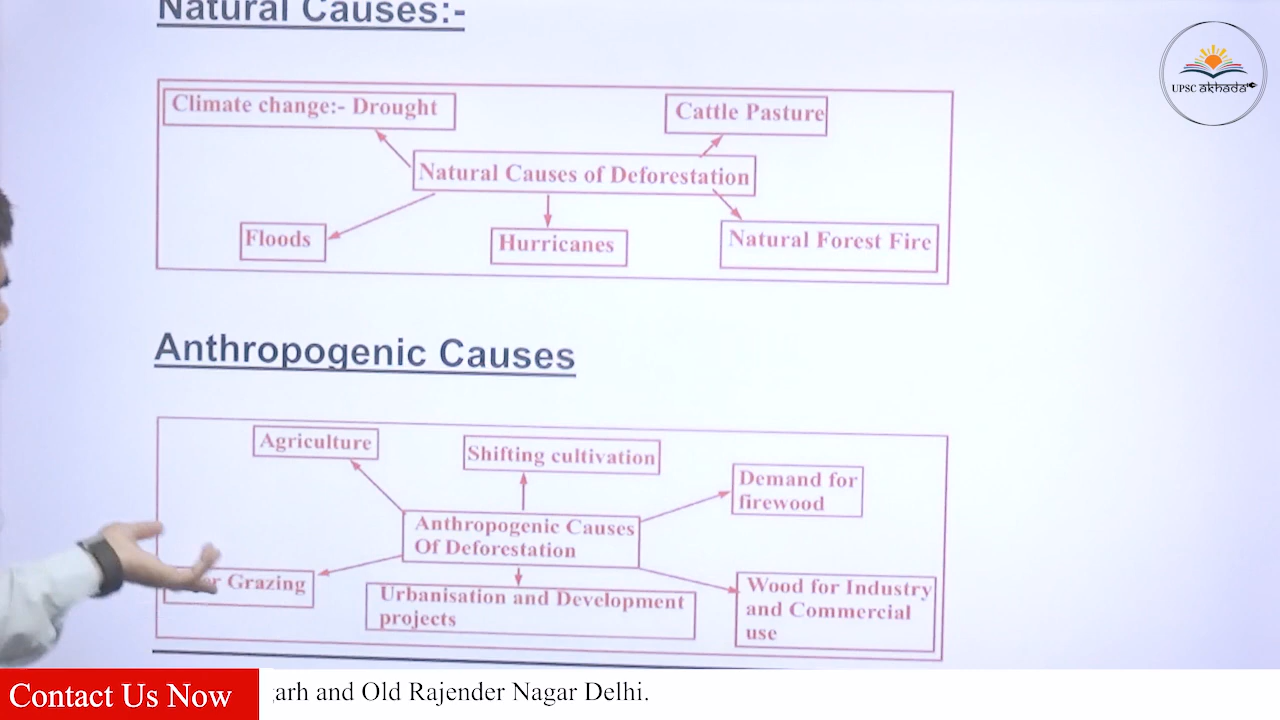 Natural Causes:-
UPSC akhada
Climate change:- Drought
Cattle Pasture
Natural Causes of Deforestation
Floods
Hurricanes
Natural Forest Fire
Anthropogenic Causes
Agriculture
Shifting cultivation
Demand for
firewood
Anthropogenic Causes
Of Deforestation
Grazing
Urbanisation and Development
projects
Wood for Industry
and Commercial
use
Contact Us Now
arh and Old Rajender Nagar Delhi.